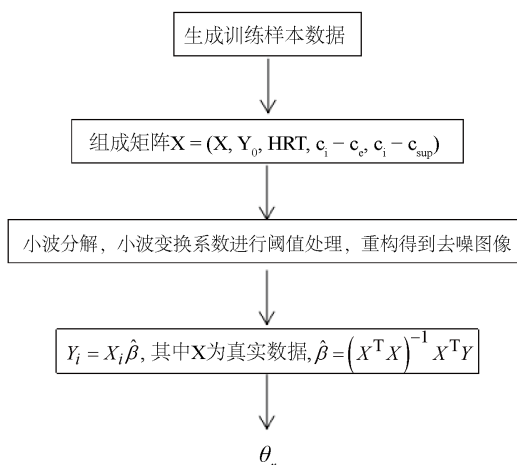 生成训练样本数据
组成矩阵X = (X, Y₀, HRT, cᵢ − cₑ, cᵢ − c_sup)
小波分解，小波变换系数进行阈值处理，重构得到去噪图像
Yᵢ = Xᵢβ̂, 其中X为真实数据, β̂ = (XᵀX)⁻¹XᵀY
θ